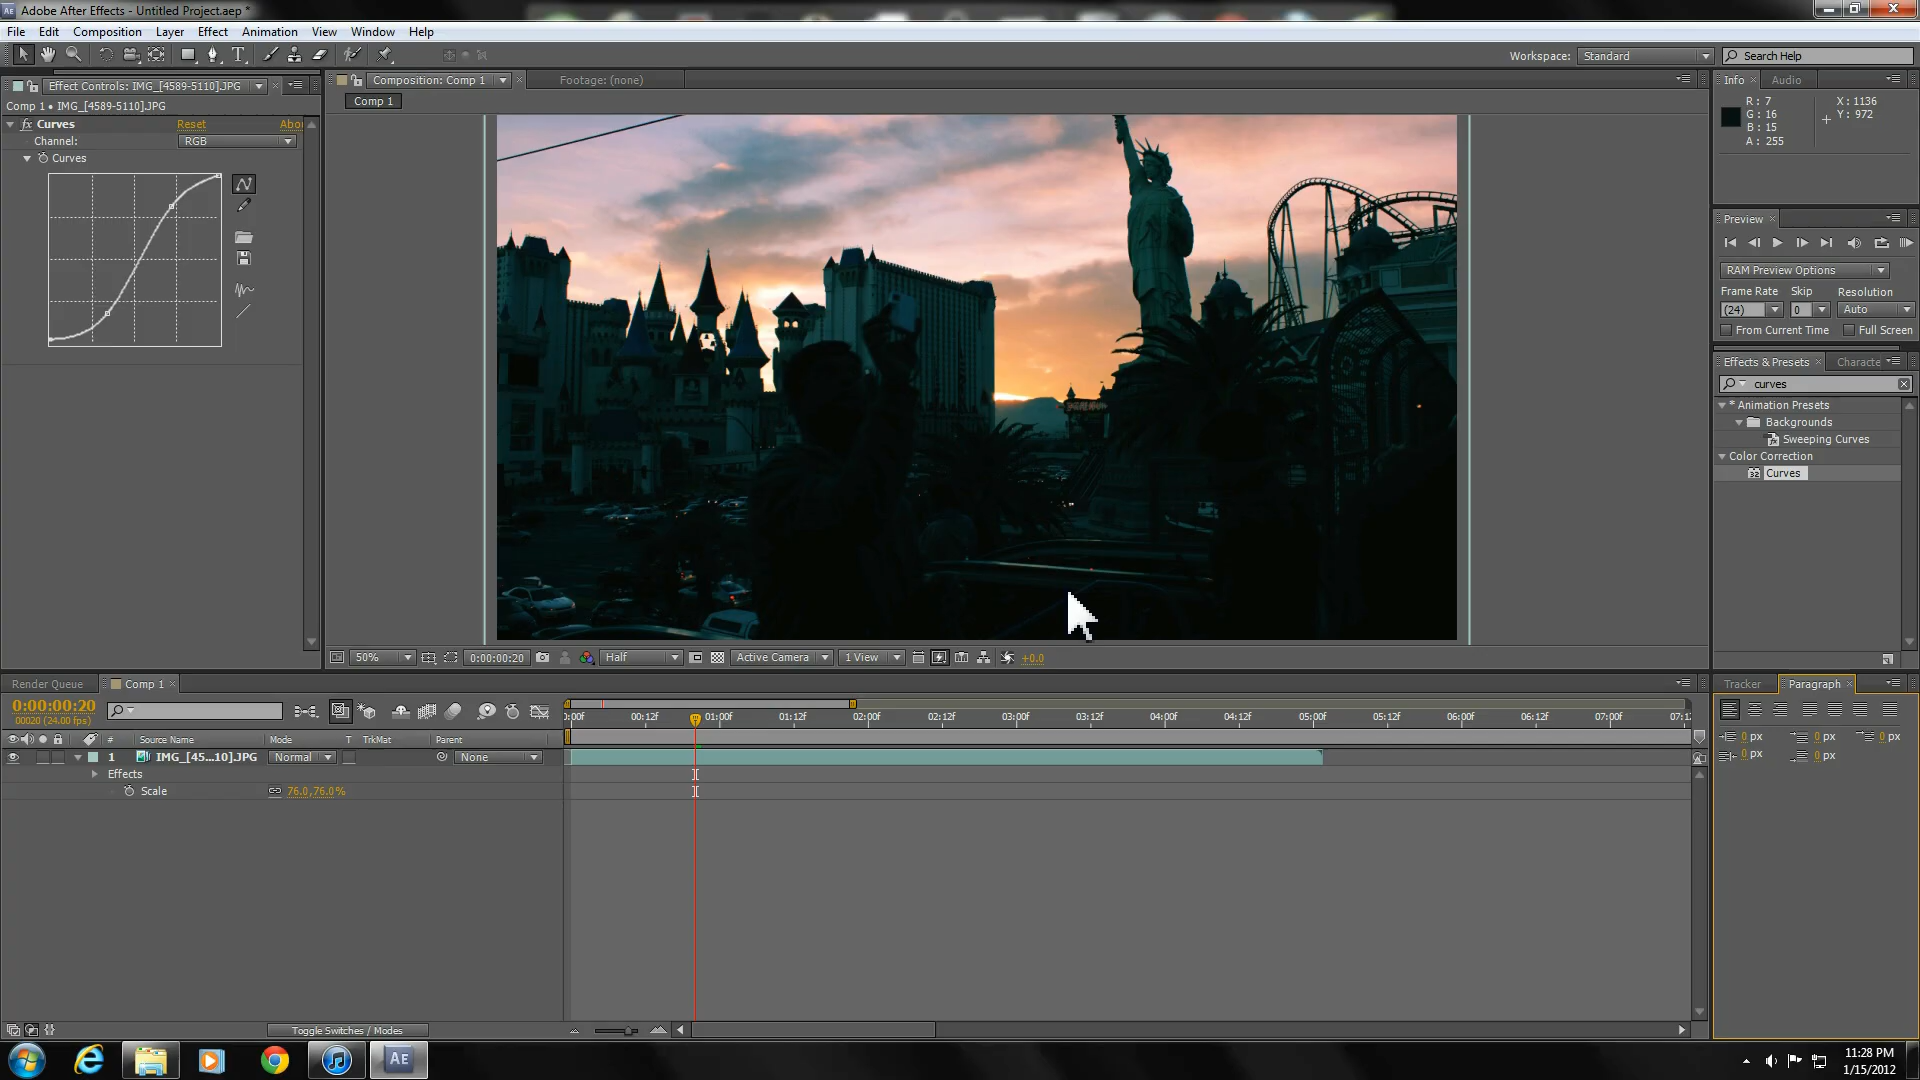 Adobe After Effects - Untitled Project.aep *
File Edit Composition Layer Effect Animation View Window Help
Workspace: Standard Search Help
Effect Controls: IMG_[4589-5110].JPG
Comp 1 • IMG_[4589-5110].JPG
fx Curves Reset Abo
Channel: RGB
Curves
Composition: Comp 1 Footage: (none)
Comp 1
50% 0:00:00:20 Half Active Camera 1 View +0.0
Info Audio
R: 7 X: 1136
G: 16 Y: 972
B: 15
A: 255
Preview
RAM Preview Options
Frame Rate Skip Resolution
(24) 0 Auto
From Current Time Full Screen
Effects & Presets Characte
curves
* Animation Presets
Backgrounds
Sweeping Curves
Color Correction
32 Curves
Render Queue Comp 1
0:00:00:20
00020 (24.00 fps)
):00f 00:12f 01:00f 01:12f 02:00f 02:12f 03:00f 03:12f 04:00f 04:12f 05:00f 05:12f 06:00f 06:12f 07:00f 07:1
# Source Name Mode T TrkMat Parent
1 IMG_[45...10].JPG Normal None
Effects
Scale 76.0,76.0%
Toggle Switches / Modes
Tracker Paragraph
0 px 0 px 0 px
0 px 0 px
Ae
11:28 PM
1/15/2012